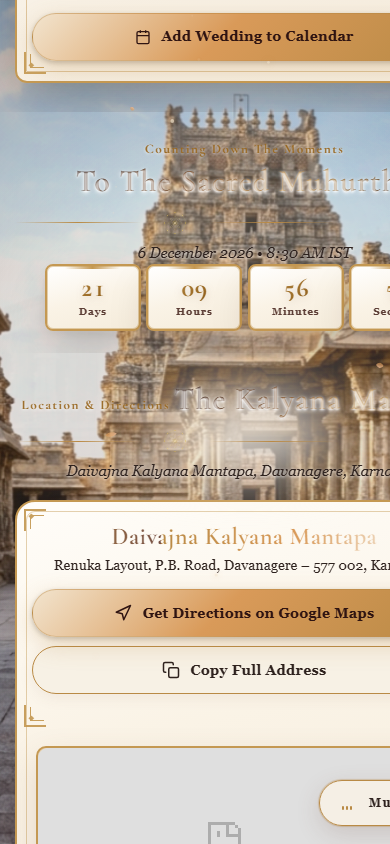 Add Wedding to Calendar
Counting Down The Moments
To The Sacred Muhurth
6 December 2026 • 8:30 AM IST
21
Days
09
Hours
56
Minutes
Sec
Location & Directions
The Kalyana Ma
Daivajna Kalyana Mantapa, Davanagere, Karna
Daivajna Kalyana Mantapa
Renuka Layout, P.B. Road, Davanagere – 577 002, Kar
Get Directions on Google Maps
Copy Full Address
... Mu